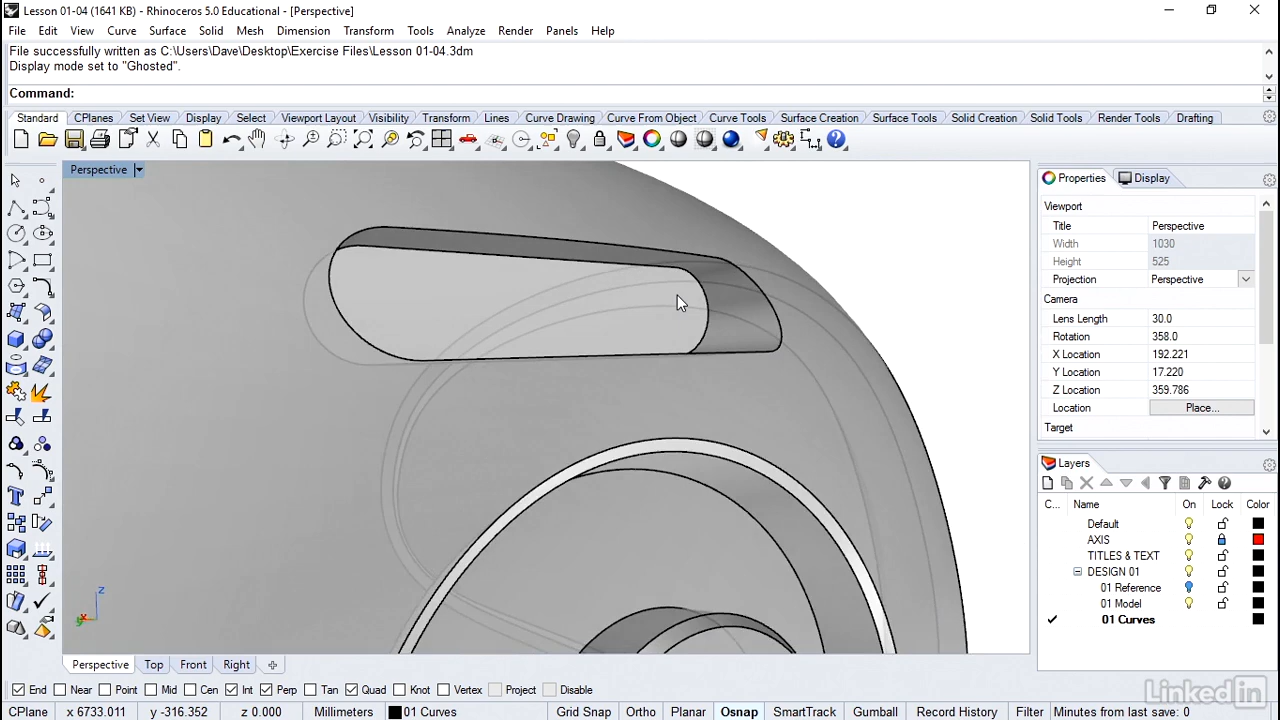 Lesson 01-04 (1641 KB) - Rhinoceros 5.0 Educational - [Perspective]
File Edit View Curve Surface Solid Mesh Dimension Transform Tools Analyze Render Panels Help
File successfully written as C:\Users\Dave\Desktop\Exercise Files\Lesson 01-04.3dm
Display mode set to "Ghosted".
Command:
Standard CPlanes Set View Display Select Viewport Layout Visibility Transform Lines Curve Drawing Curve From Object Curve Tools Surface Creation Surface Tools Solid Creation Solid Tools Render Tools Drafting
Perspective
Properties Display
Viewport
Title Perspective
Width 1030
Height 525
Projection Perspective
Camera
Lens Length 30.0
Rotation 358.0
X Location 192.221
Y Location 17.220
Z Location 359.786
Location Place...
Target
Layers
C... Name On Lock Color
Default
AXIS
TITLES & TEXT
DESIGN 01
01 Reference
01 Model
01 Curves
z
x
y
Perspective Top Front Right
End Near Point Mid Cen Int Perp Tan Quad Knot Vertex Project Disable
LinkedIn
CPlane x 6733.011 y -316.352 z 0.000 Millimeters 01 Curves Grid Snap Ortho Planar Osnap SmartTrack Gumball Record History Filter Minutes from last save: 0